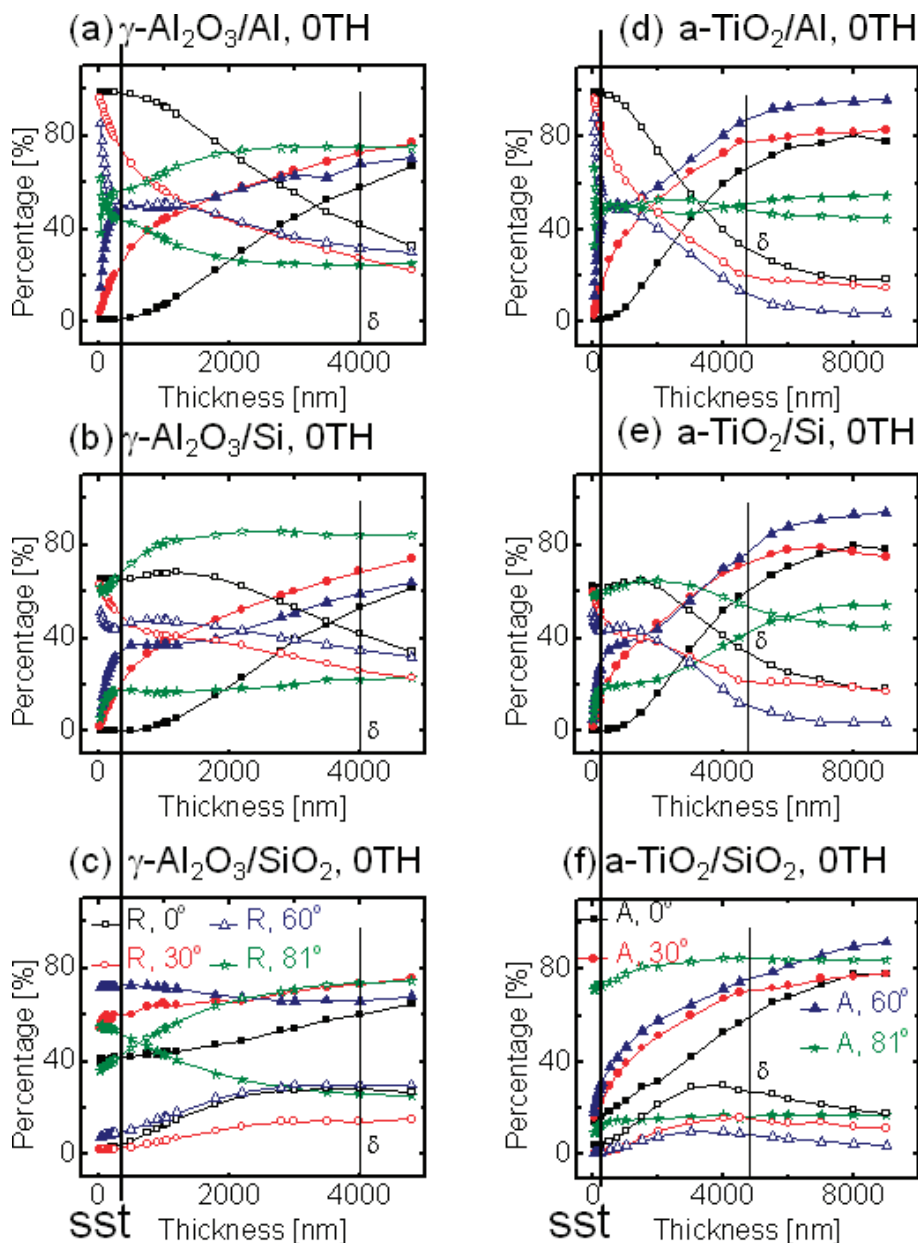 (a) γ-Al₂O₃/Al, 0TH
Percentage [%]
80
40
0
δ
0 2000 4000
Thickness [nm]
(d) a-TiO₂/Al, 0TH
Percentage [%]
80
40
0
δ
0 4000 8000
Thickness [nm]
(b) γ-Al₂O₃/Si, 0TH
Percentage [%]
80
40
0
δ
0 2000 4000
Thickness [nm]
(e) a-TiO₂/Si, 0TH
Percentage [%]
80
40
0
δ
0 4000 8000
Thickness [nm]
(c) γ-Al₂O₃/SiO₂, 0TH
Percentage [%]
R, 0° R, 60°
R, 30° R, 81°
80
40
0
δ
0 2000 4000
sst Thickness [nm]
(f) a-TiO₂/SiO₂, 0TH
Percentage [%]
A, 0°
A, 30°
A, 60°
A, 81°
80
40
0
δ
0 4000 8000
sst Thickness [nm]